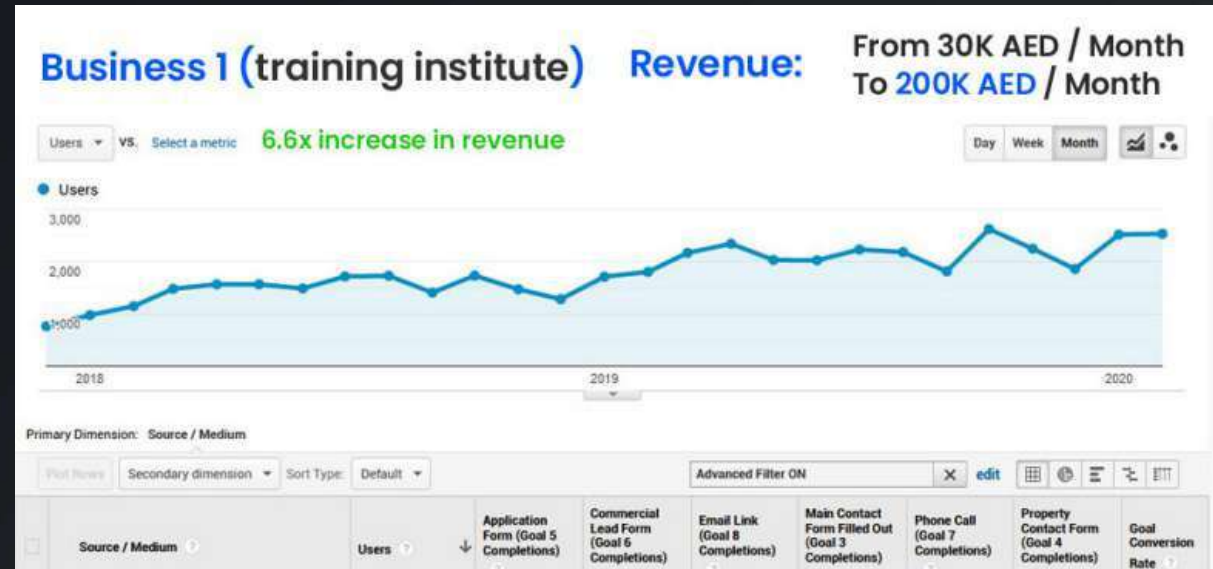 Business 1 (training institute) Revenue: From 30K AED / Month
To 200K AED / Month
Users VS. Select a metric 6.6x increase in revenue Day Week Month
Users
3,000
2,000
1,000
2018 2019 2020
Primary Dimension: Source / Medium
Plot Rows Secondary dimension Sort Type: Default Advanced Filter ON X edit
Source / Medium ? Users ? Application Form (Goal 5 Completions) ? Commercial Lead Form (Goal 6 Completions) Email Link (Goal 8 Completions) ? Main Contact Form Filled Out (Goal 3 Completions) Phone Call (Goal 7 Completions) ? Property Contact Form (Goal 4 Completions) Goal Conversion Rate ?